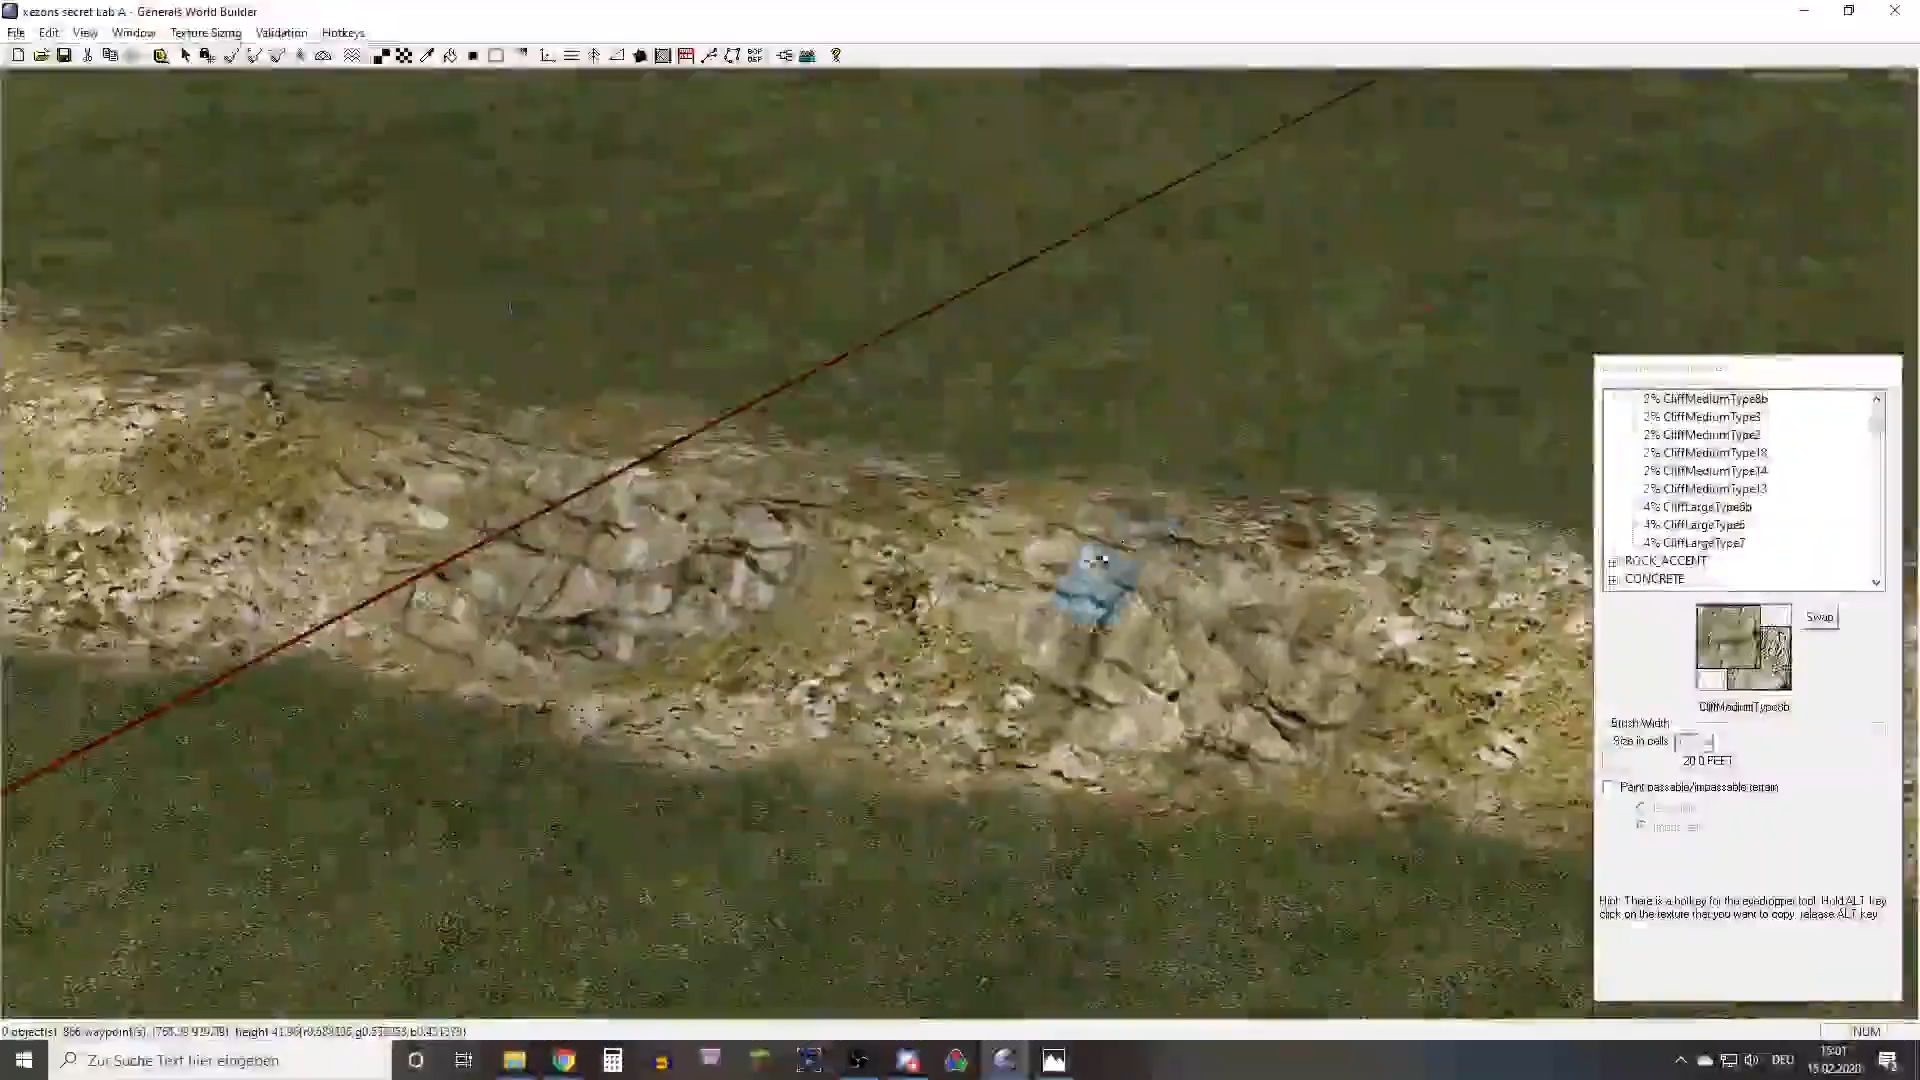 xezons secret Lab A - Generals World Builder
File Edit View Window Texture Sizing Validation Hotkeys
2% CliffMediumType8b
2% CliffMediumType3
2% CliffMediumType2
2% CliffMediumType18
2% CliffMediumType14
2% CliffMediumType13
4% CliffLargeType6b
4% CliffLargeType6
4% CliffLargeType7
ROCK_ACCENT
CONCRETE
Swap
CliffMediumType8b
Brush Width
Size in cells
20.0 FEET
Paint passable/impassable terrain
Hint: There is a hotkey for the eyedropper tool. Hold ALT key
click on the texture that you want to copy, release ALT key
0 object(s), 866 waypoint(s),
NUM
Zur Suche Text hier eingeben
DEU
15:01
15.02.2020